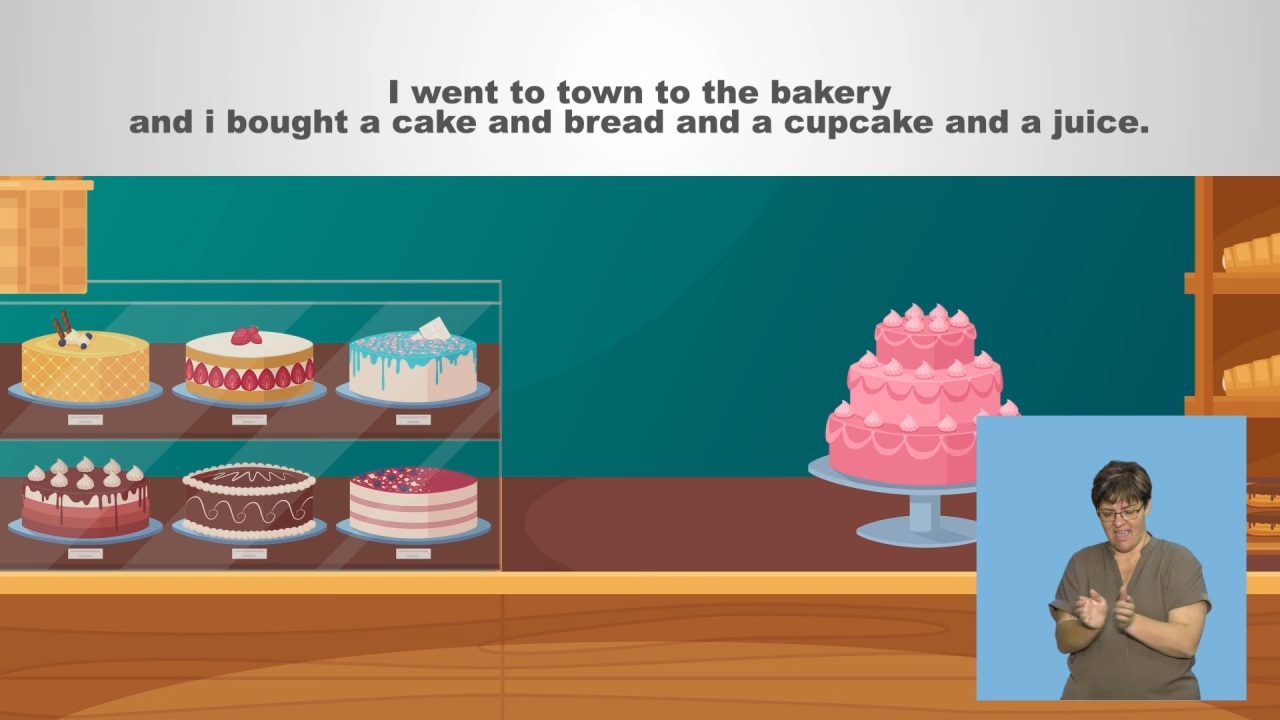 I went to town to the bakery
and i bought a cake and bread and a cupcake and a juice.